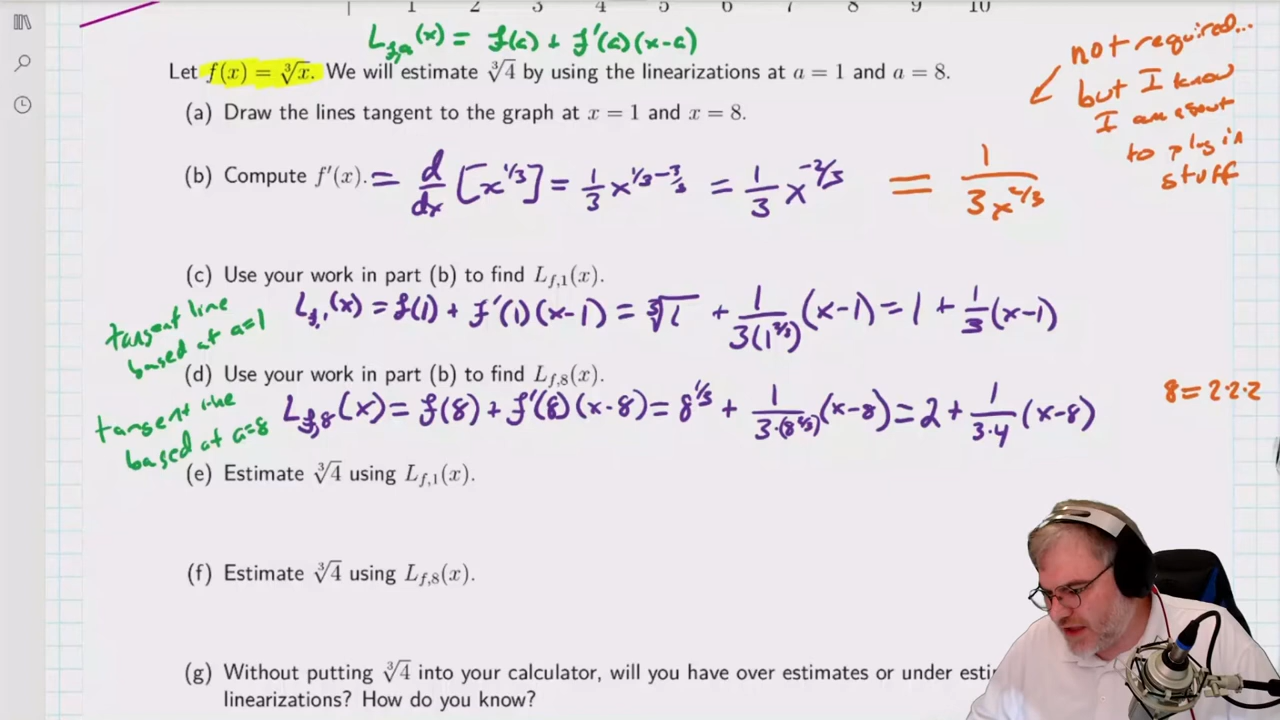 1 2 3 4 5 6 7 8 9 10
L_{f,a}(x) = f(a) + f'(a)(x-a)
Let f(x) = ∛x. We will estimate ∛4 by using the linearizations at a = 1 and a = 8.
not required...
but I know
I am about
to plug in
stuff
(a) Draw the lines tangent to the graph at x = 1 and x = 8.
(b) Compute f′(x). = d/dx [x^{1/3}] = 1/3 x^{1/3 - 3/3} = 1/3 x^{-2/3} = 1/(3x^{2/3})
(c) Use your work in part (b) to find L_{f,1}(x).
tangent line
based at a=1
L_{f,1}(x) = f(1) + f'(1)(x-1) = ∛1 + 1/(3(1^{2/3})) (x-1) = 1 + 1/3 (x-1)
(d) Use your work in part (b) to find L_{f,8}(x).
tangent line
based at a=8
L_{f,8}(x) = f(8) + f'(8)(x-8) = 8^{1/3} + 1/(3·(8^{2/3})) (x-8) = 2 + 1/(3·4) (x-8)
8 = 2·2·2
(e) Estimate ∛4 using L_{f,1}(x).
(f) Estimate ∛4 using L_{f,8}(x).
(g) Without putting ∛4 into your calculator, will you have over estimates or under esti
linearizations? How do you know?